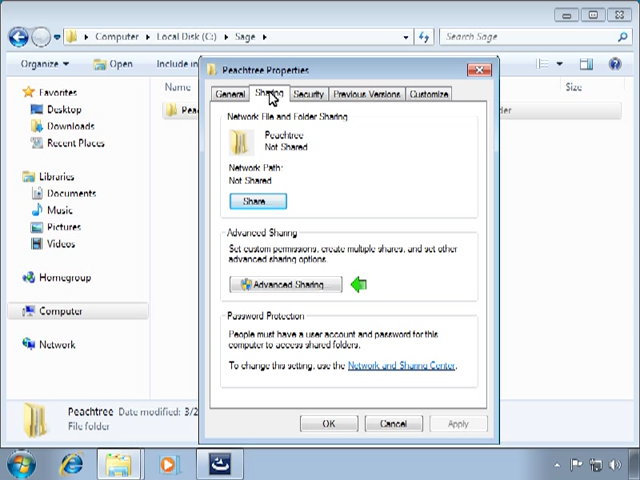 Computer Local Disk (C:) Sage
Search Sage
Organize Open Include in
Name Size
Favorites
Desktop
Downloads
Recent Places
Libraries
Documents
Music
Pictures
Videos
Homegroup
Computer
Network
Peachtree Properties
General Sharing Security Previous Versions Customize
Network File and Folder Sharing
Peachtree
Not Shared
Network Path:
Not Shared
Share...
Advanced Sharing
Set custom permissions, create multiple shares, and set other
advanced sharing options.
Advanced Sharing...
Password Protection
People must have a user account and password for this
computer to access shared folders.
To change this setting, use the Network and Sharing Center.
OK Cancel Apply
Peachtree Date modified: 3/2
File folder